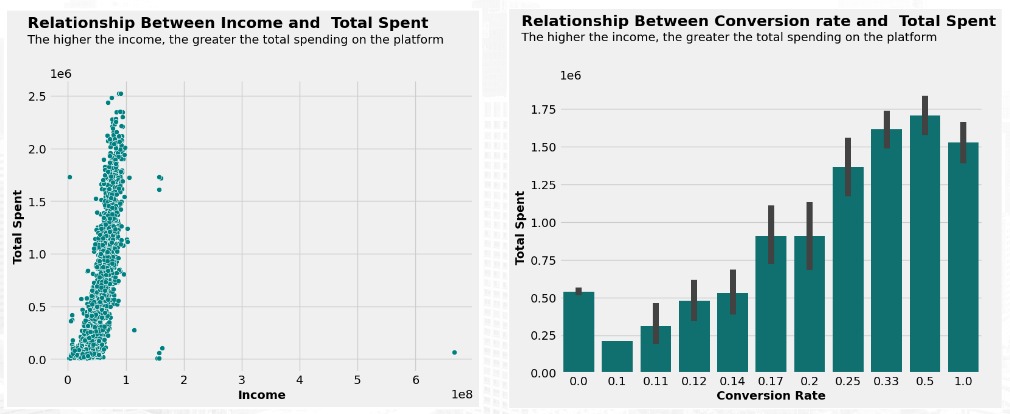 Relationship Between Income and  Total Spent
The higher the income, the greater the total spending on the platform
1e6
2.5
2.0
1.5
1.0
0.5
0.0
Total Spent
0 1 2 3 4 5 6
1e8
Income
Relationship Between Conversion rate and  Total Spent
The higher the income, the greater the total spending on the platform
1e6
1.75
1.50
1.25
1.00
0.75
0.50
0.25
0.00
Total Spent
0.0 0.1 0.11 0.12 0.14 0.17 0.2 0.25 0.33 0.5 1.0
Conversion Rate